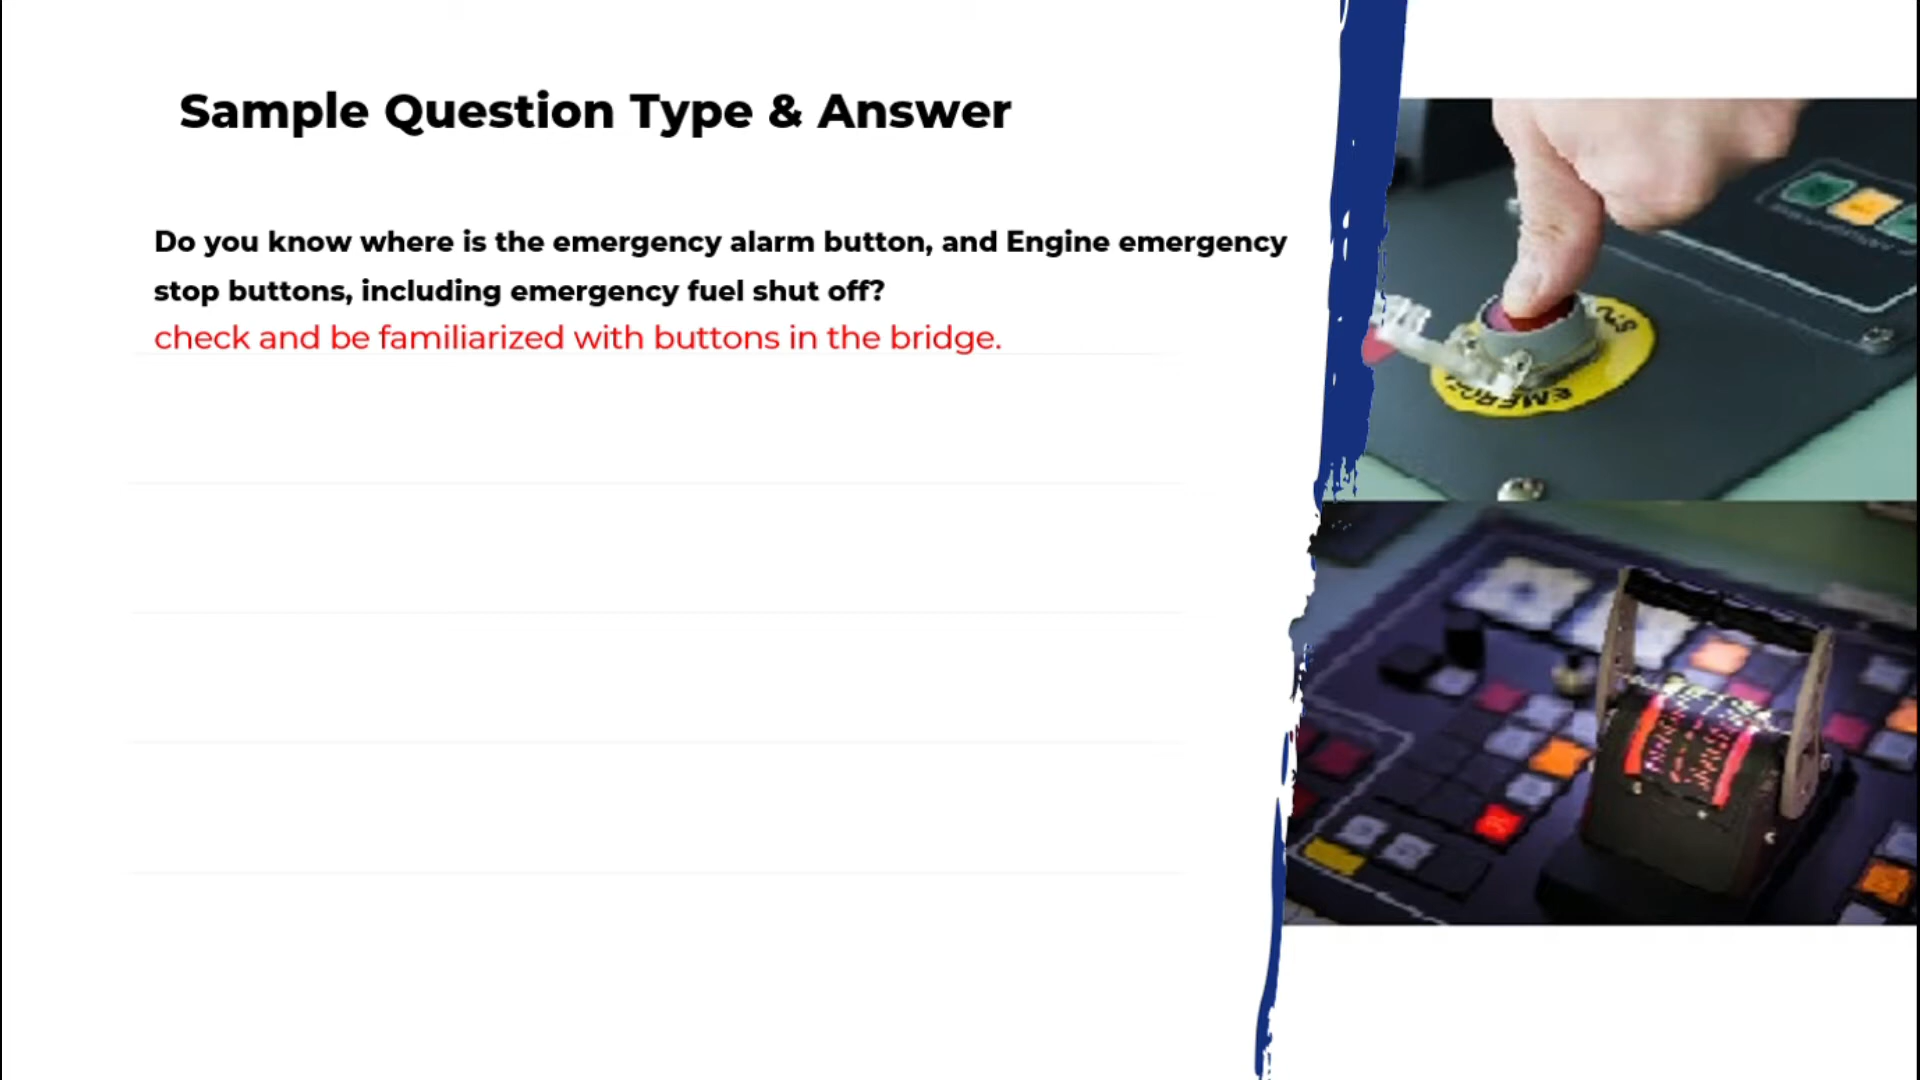 Sample Question Type & Answer
Do you know where is the emergency alarm button, and Engine emergency
stop buttons, including emergency fuel shut off?
check and be familiarized with buttons in the bridge.